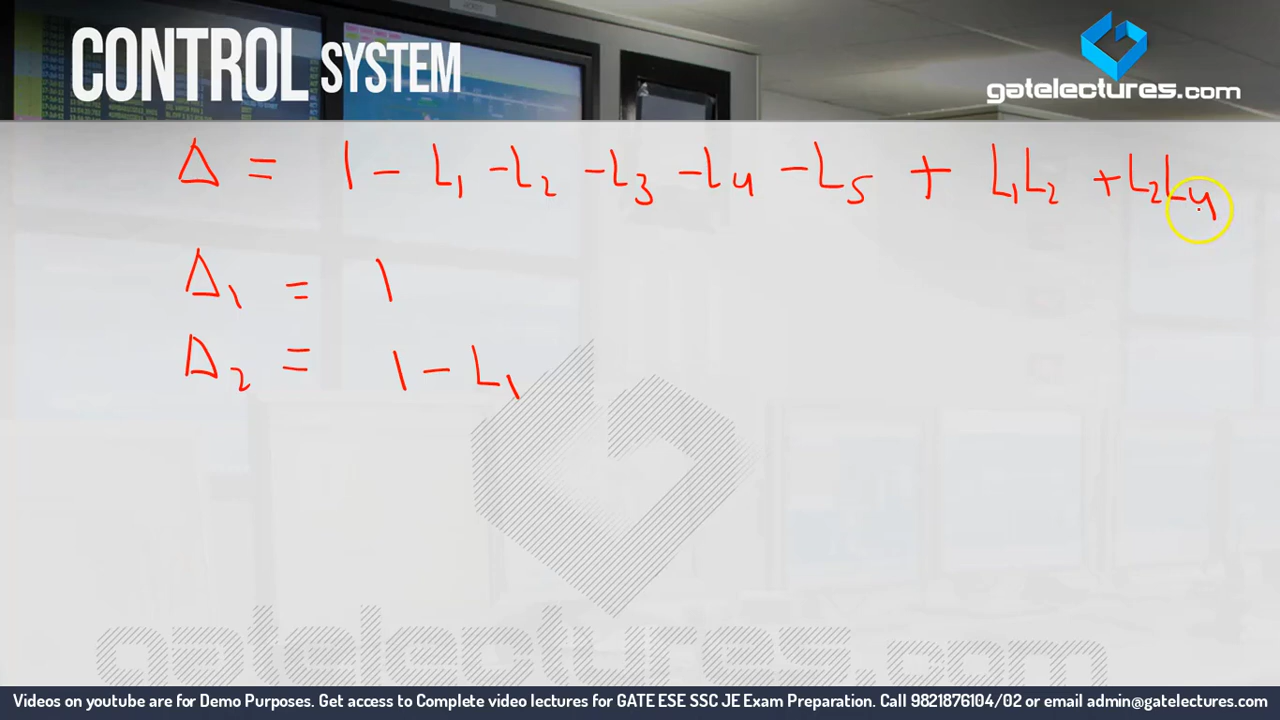 CONTROL SYSTEM
gatelectures.com
Δ = 1 - L₁ - L₂ - L₃ - L₄ - L₅ + L₁L₂ + L₂L₄
Δ₁ = 1
Δ₂ = 1 - L₁
gatelectures.com
Videos on youtube are for Demo Purposes. Get access to Complete video lectures for GATE ESE SSC JE Exam Preparation. Call 9821876104/02 or email admin@gatelectures.com